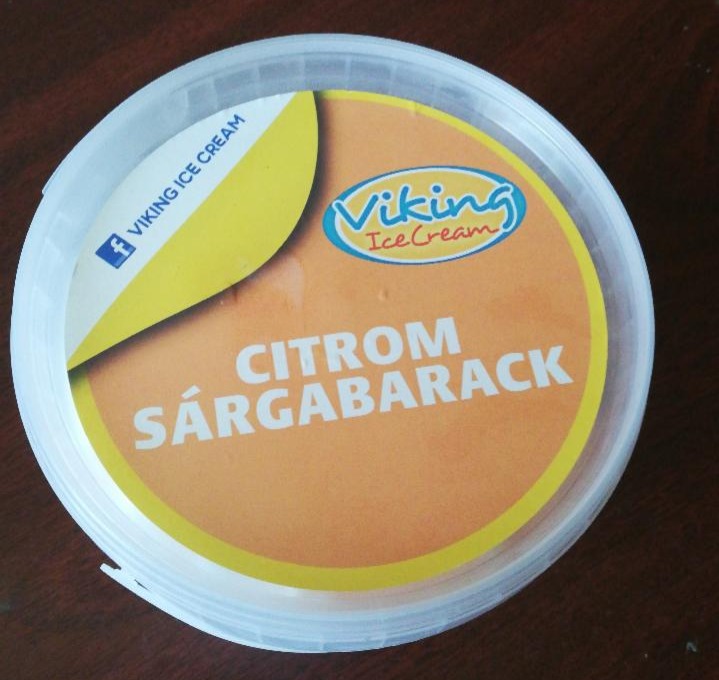 VIKING ICE CREAM
Viking
Ice Cream
CITROM
SÁRGABARACK